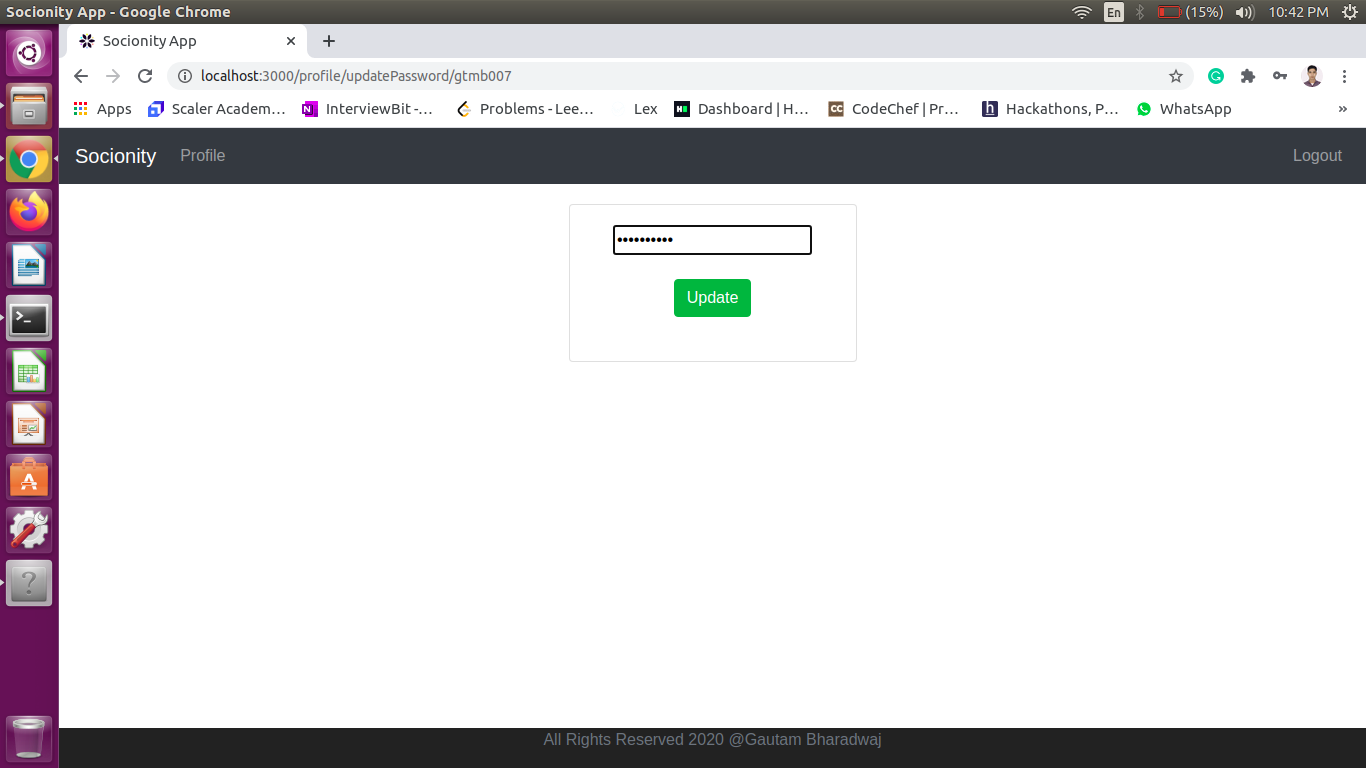 Socionity App - Google Chrome
En (15%) 10:42 PM
Socionity App
localhost:3000/profile/updatePassword/gtmb007
Apps Scaler Academ... InterviewBit -... Problems - Lee... Lex Dashboard | H... CodeChef | Pr... Hackathons, P... WhatsApp »
Socionity Profile Logout
••••••••••
Update
All Rights Reserved 2020 @Gautam Bharadwaj